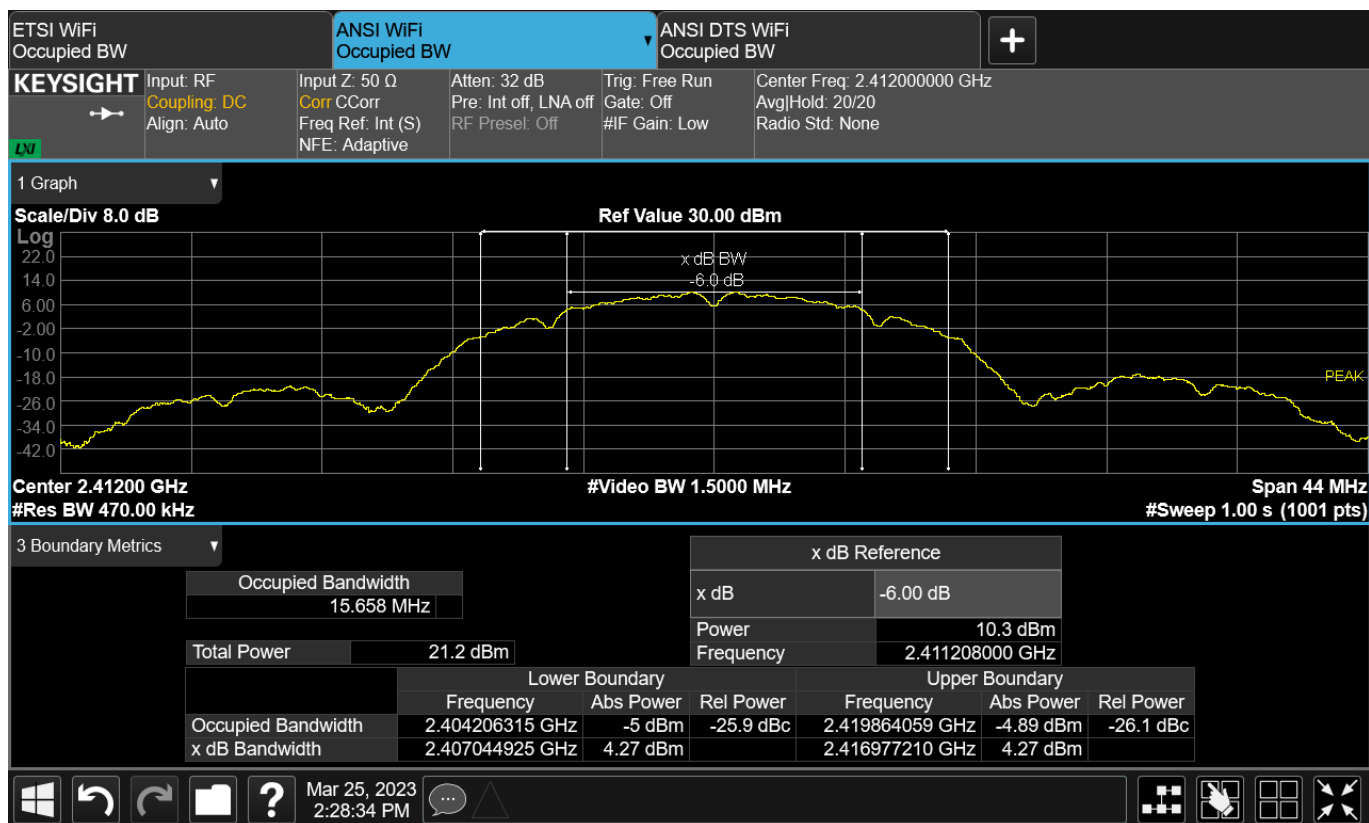 ETSI WiFi
Occupied BW
ANSI WiFi
Occupied BW
ANSI DTS WiFi
Occupied BW
KEYSIGHT
LXI
Input: RF
Coupling: DC
Align: Auto
Input Z: 50 Ω
Corr CCorr
Freq Ref: Int (S)
NFE: Adaptive
Atten: 32 dB
Pre: Int off, LNA off
RF Presel: Off
Trig: Free Run
Gate: Off
#IF Gain: Low
Center Freq: 2.412000000 GHz
Avg|Hold: 20/20
Radio Std: None
1 Graph
Scale/Div 8.0 dB
Ref Value 30.00 dBm
Log
22.0
14.0
6.00
-2.00
-10.0
-18.0
-26.0
-34.0
-42.0
x dB BW
-6.0 dB
PEAK
Center 2.41200 GHz
#Video BW 1.5000 MHz
Span 44 MHz
#Res BW 470.00 kHz
#Sweep 1.00 s (1001 pts)
3 Boundary Metrics
Occupied Bandwidth
15.658 MHz
Total Power 21.2 dBm
x dB Reference
x dB -6.00 dB
Power 10.3 dBm
Frequency 2.411208000 GHz
Lower Boundary Upper Boundary
Frequency Abs Power Rel Power Frequency Abs Power Rel Power
Occupied Bandwidth 2.404206315 GHz -5 dBm -25.9 dBc 2.419864059 GHz -4.89 dBm -26.1 dBc
x dB Bandwidth 2.407044925 GHz 4.27 dBm 2.416977210 GHz 4.27 dBm
?
Mar 25, 2023
2:28:34 PM